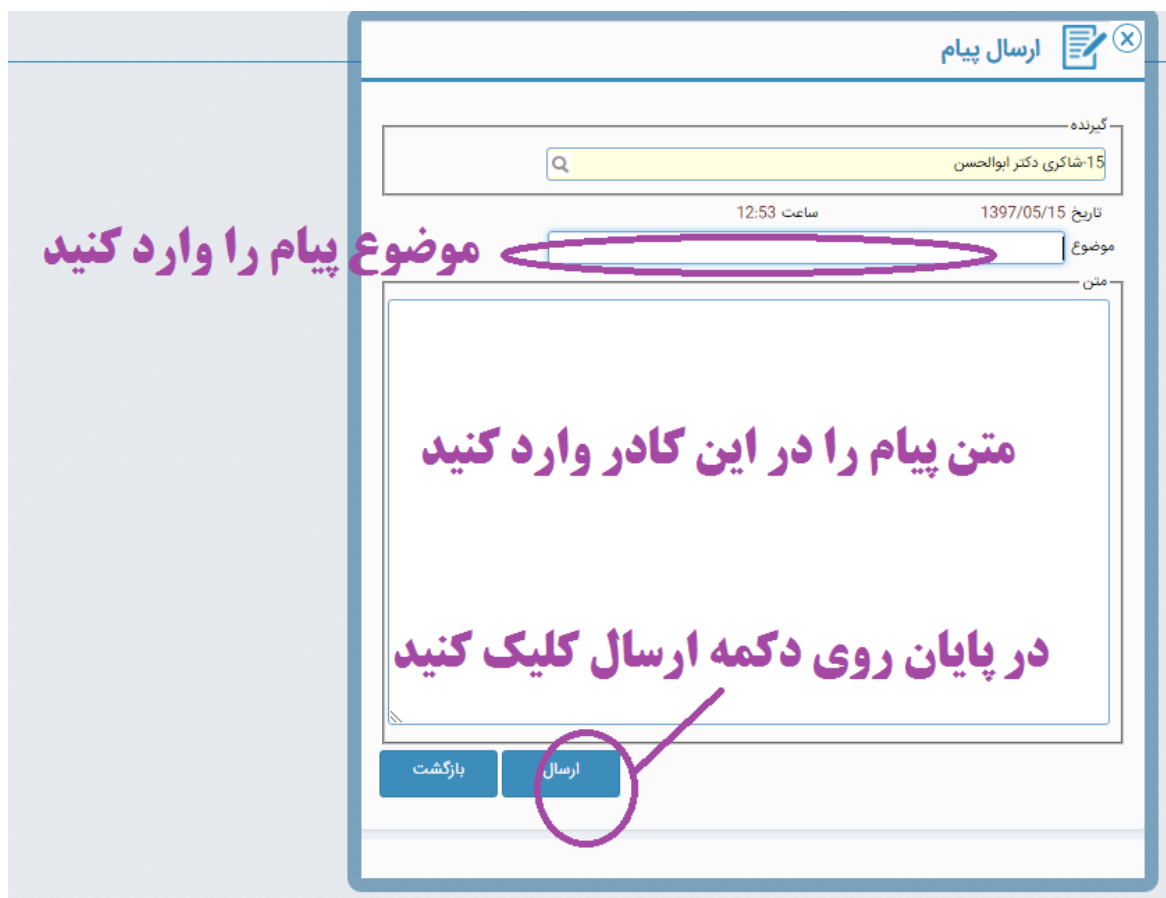 ارسال پیام
گیرنده
15-شاکری دکتر ابوالحسن
تاریخ 1397/05/15 ساعت 12:53
موضوع
موضوع پیام را وارد کنید
متن
متن پیام را در این کادر وارد کنید
در پایان روی دکمه ارسال کلیک کنید
ارسال بازگشت